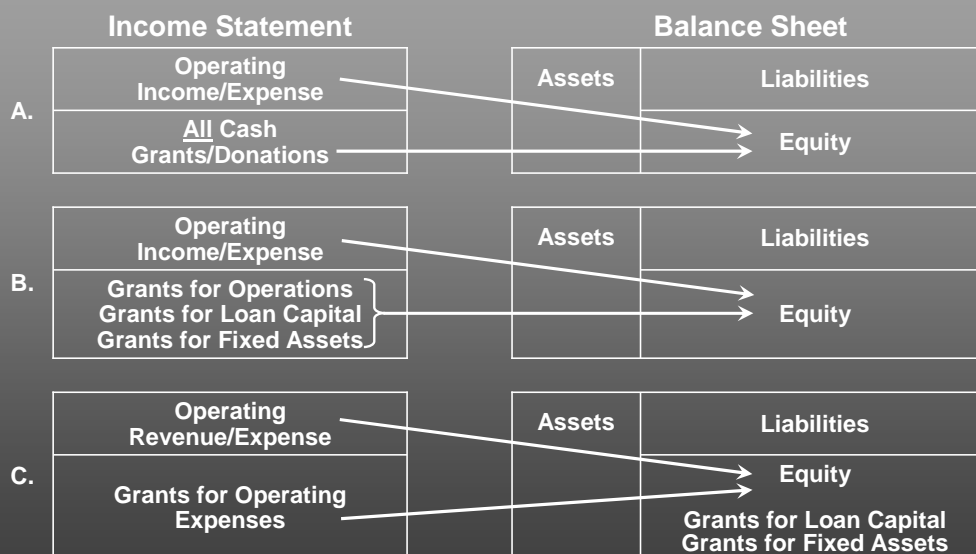 Income Statement
Balance Sheet
A.
Operating
Income/Expense
All Cash
Grants/Donations
Assets
Liabilities
Equity
B.
Operating
Income/Expense
Grants for Operations
Grants for Loan Capital
Grants for Fixed Assets
Assets
Liabilities
Equity
C.
Operating
Revenue/Expense
Grants for Operating
Expenses
Assets
Liabilities
Equity
Grants for Loan Capital
Grants for Fixed Assets